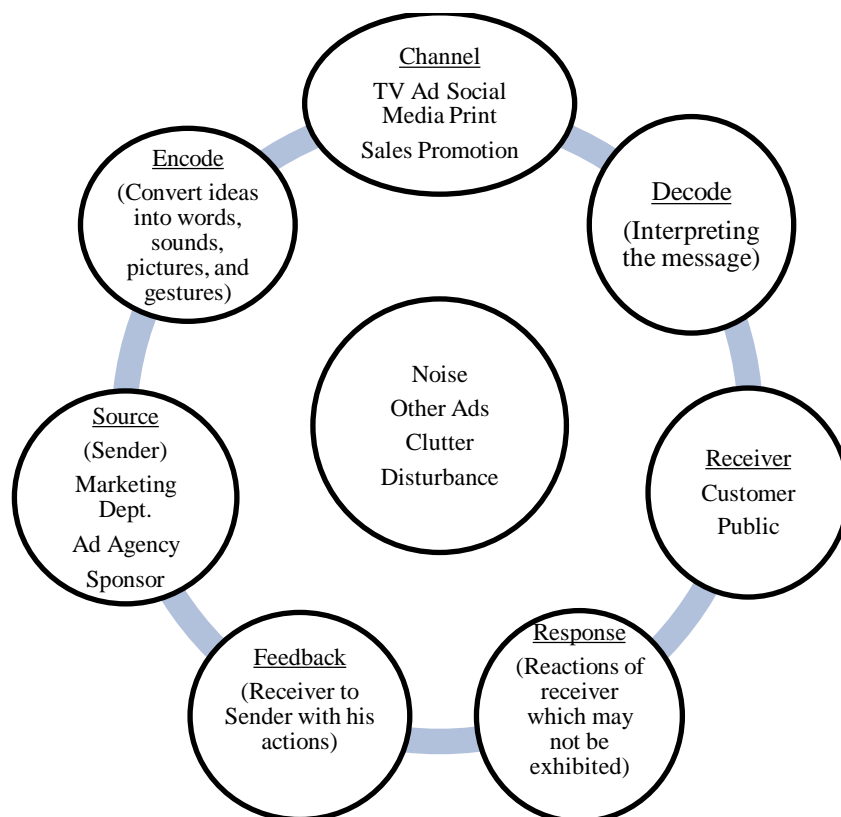 Channel
TV Ad Social
Media Print
Sales Promotion
Encode
(Convert ideas
into words,
sounds,
pictures, and
gestures)
Decode
(Interpreting
the message)
Noise
Other Ads
Clutter
Disturbance
Source
(Sender)
Marketing
Dept.
Ad Agency
Sponsor
Receiver
Customer
Public
Feedback
(Receiver to
Sender with his
actions)
Response
(Reactions of
receiver
which may
not be
exhibited)